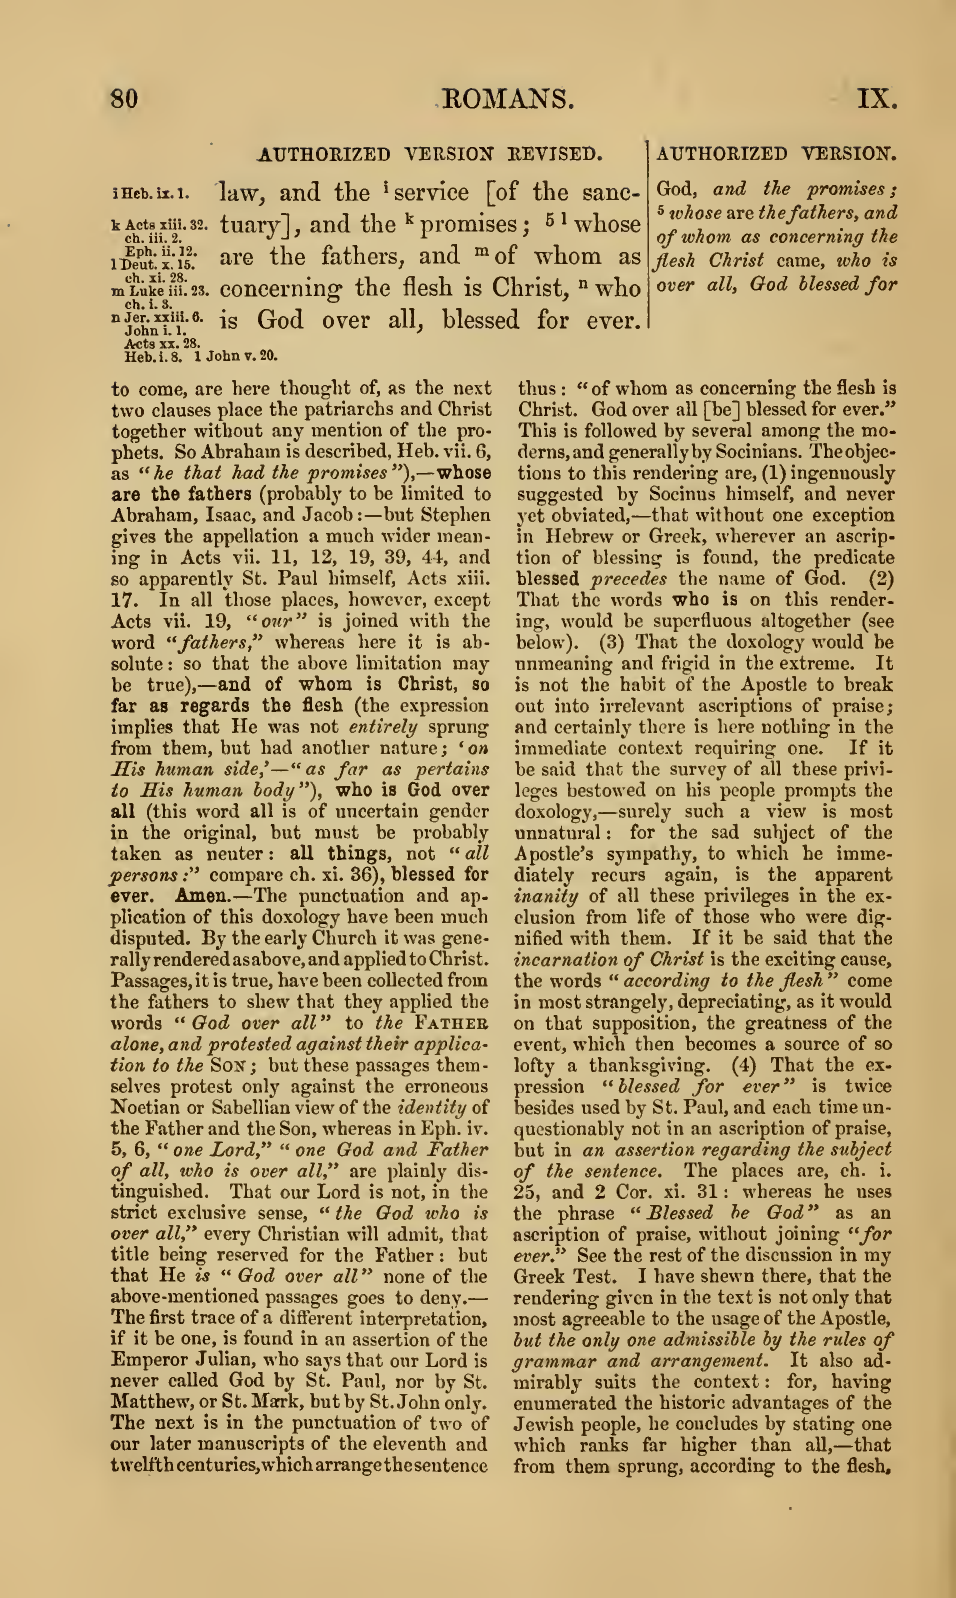 80
ROMANS.
IX.
AUTHORIZED VERSION REVISED.
i Heb. ix. 1.
k Acts xiii. 32.
ch. iii. 2.
Eph. ii. 12.
l Deut. x. 15.
ch. xi. 28.
m Luke iii. 23.
ch. i. 3.
n Jer. xxiii. 6.
John i. 1.
Acts xx. 28.
Heb. i. 8. 1 John v. 20.
law, and the i service [of the sanc-
tuary], and the k promises; 5 l whose
are the fathers, and m of whom as
concerning the flesh is Christ, n who
is God over all, blessed for ever.
AUTHORIZED VERSION.
God, and the promises;
5 whose are the fathers, and
of whom as concerning the
flesh Christ came, who is
over all, God blessed for
to come, are here thought of, as the next
two clauses place the patriarchs and Christ
together without any mention of the pro-
phets. So Abraham is described, Heb. vii. 6,
as "he that had the promises"),—whose
are the fathers (probably to be limited to
Abraham, Isaac, and Jacob:—but Stephen
gives the appellation a much wider mean-
ing in Acts vii. 11, 12, 19, 39, 44, and
so apparently St. Paul himself, Acts xiii.
17. In all those places, however, except
Acts vii. 19, "our" is joined with the
word "fathers," whereas here it is ab-
solute: so that the above limitation may
be true),—and of whom is Christ, so
far as regards the flesh (the expression
implies that He was not entirely sprung
from them, but had another nature; 'on
His human side,'—"as far as pertains
to His human body"), who is God over
all (this word all is of uncertain gender
in the original, but must be probably
taken as neuter: all things, not "all
persons:" compare ch. xi. 36), blessed for
ever. Amen.—The punctuation and ap-
plication of this doxology have been much
disputed. By the early Church it was gene-
rally rendered as above, and applied to Christ.
Passages, it is true, have been collected from
the fathers to shew that they applied the
words "God over all" to the FATHER
alone, and protested against their applica-
tion to the SON; but these passages them-
selves protest only against the erroneous
Noetian or Sabellian view of the identity of
the Father and the Son, whereas in Eph. iv.
5, 6, "one Lord," "one God and Father
of all, who is over all," are plainly dis-
tinguished. That our Lord is not, in the
strict exclusive sense, "the God who is
over all," every Christian will admit, that
title being reserved for the Father: but
that He is "God over all" none of the
above-mentioned passages goes to deny.—
The first trace of a different interpretation,
if it be one, is found in an assertion of the
Emperor Julian, who says that our Lord is
never called God by St. Paul, nor by St.
Matthew, or St. Mark, but by St. John only.
The next is in the punctuation of two of
our later manuscripts of the eleventh and
twelfth centuries, which arrange the sentence
thus: "of whom as concerning the flesh is
Christ. God over all [be] blessed for ever."
This is followed by several among the mo-
derns, and generally by Socinians. The objec-
tions to this rendering are, (1) ingenuously
suggested by Socinus himself, and never
yet obviated,—that without one exception
in Hebrew or Greek, wherever an ascrip-
tion of blessing is found, the predicate
blessed precedes the name of God. (2)
That the words who is on this render-
ing, would be superfluous altogether (see
below). (3) That the doxology would be
unmeaning and frigid in the extreme. It
is not the habit of the Apostle to break
out into irrelevant ascriptions of praise;
and certainly there is here nothing in the
immediate context requiring one. If it
be said that the survey of all these privi-
leges bestowed on his people prompts the
doxology,—surely such a view is most
unnatural: for the sad subject of the
Apostle's sympathy, to which he imme-
diately recurs again, is the apparent
inanity of all these privileges in the ex-
clusion from life of those who were dig-
nified with them. If it be said that the
incarnation of Christ is the exciting cause,
the words "according to the flesh" come
in most strangely, depreciating, as it would
on that supposition, the greatness of the
event, which then becomes a source of so
lofty a thanksgiving. (4) That the ex-
pression "blessed for ever" is twice
besides used by St. Paul, and each time un-
questionably not in an ascription of praise,
but in an assertion regarding the subject
of the sentence. The places are, ch. i.
25, and 2 Cor. xi. 31: whereas he uses
the phrase "Blessed be God" as an
ascription of praise, without joining "for
ever." See the rest of the discussion in my
Greek Test. I have shewn there, that the
rendering given in the text is not only that
most agreeable to the usage of the Apostle,
but the only one admissible by the rules of
grammar and arrangement. It also ad-
mirably suits the context: for, having
enumerated the historic advantages of the
Jewish people, he concludes by stating one
which ranks far higher than all,—that
from them sprung, according to the flesh,